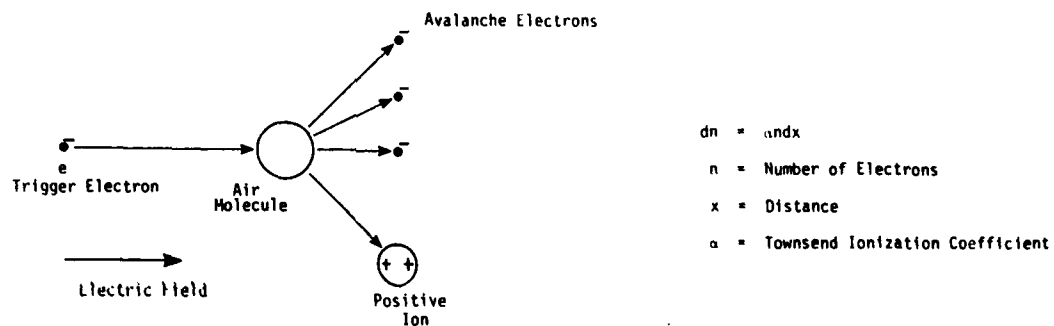 Avalanche Electrons
e
Trigger Electron
Air
Molecule
Electric Field
+ +
Positive
Ion
dn = αndx
n = Number of Electrons
x = Distance
α = Townsend Ionization Coefficient